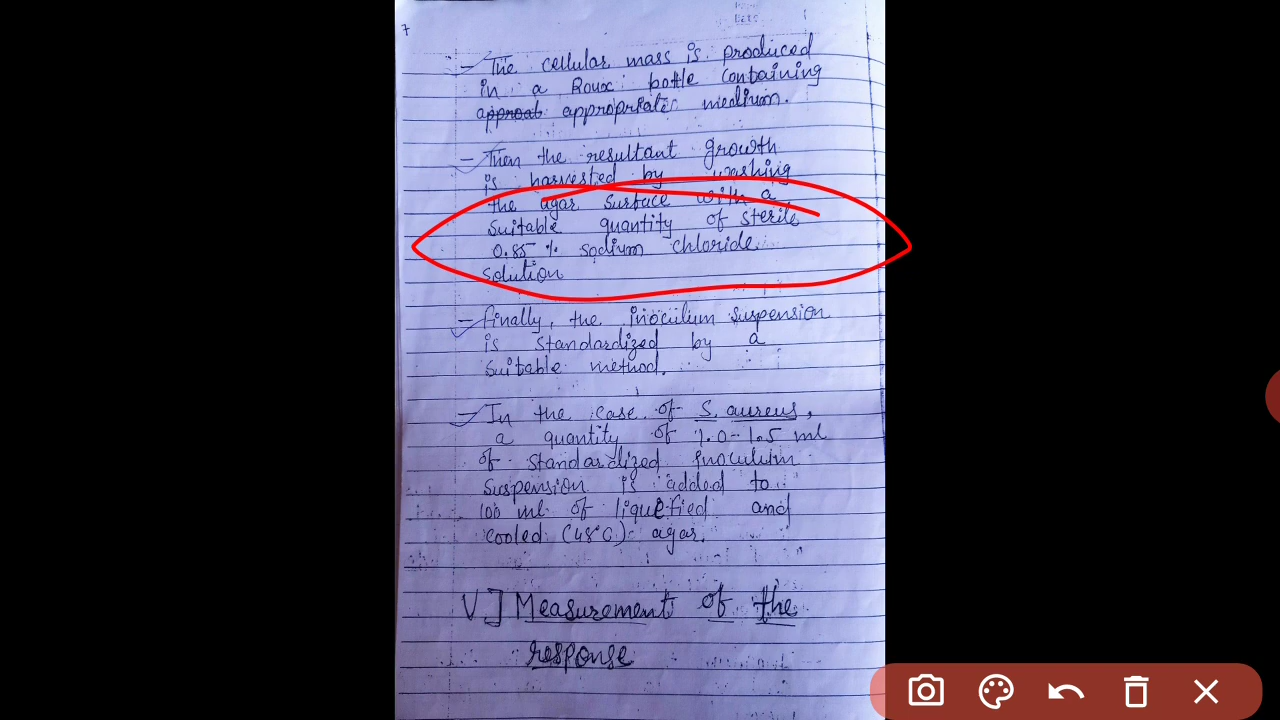 7
- The cellular mass is produced
in a Roux bottle containing
approat appropriate medium.
- Then the resultant growth
is harvested by washing
the agar surface with a
suitable quantity of sterile
0.85 % sodium chloride
solution
- finally, the inoculum suspension
is standardized by a
suitable method.
- In the case of S. aureus,
a quantity of 1.0-1.5 ml
of standardized inoculum
suspension is added to
100 ml of liquefied and
cooled (48°C) agar.
V] Measurement of the
response